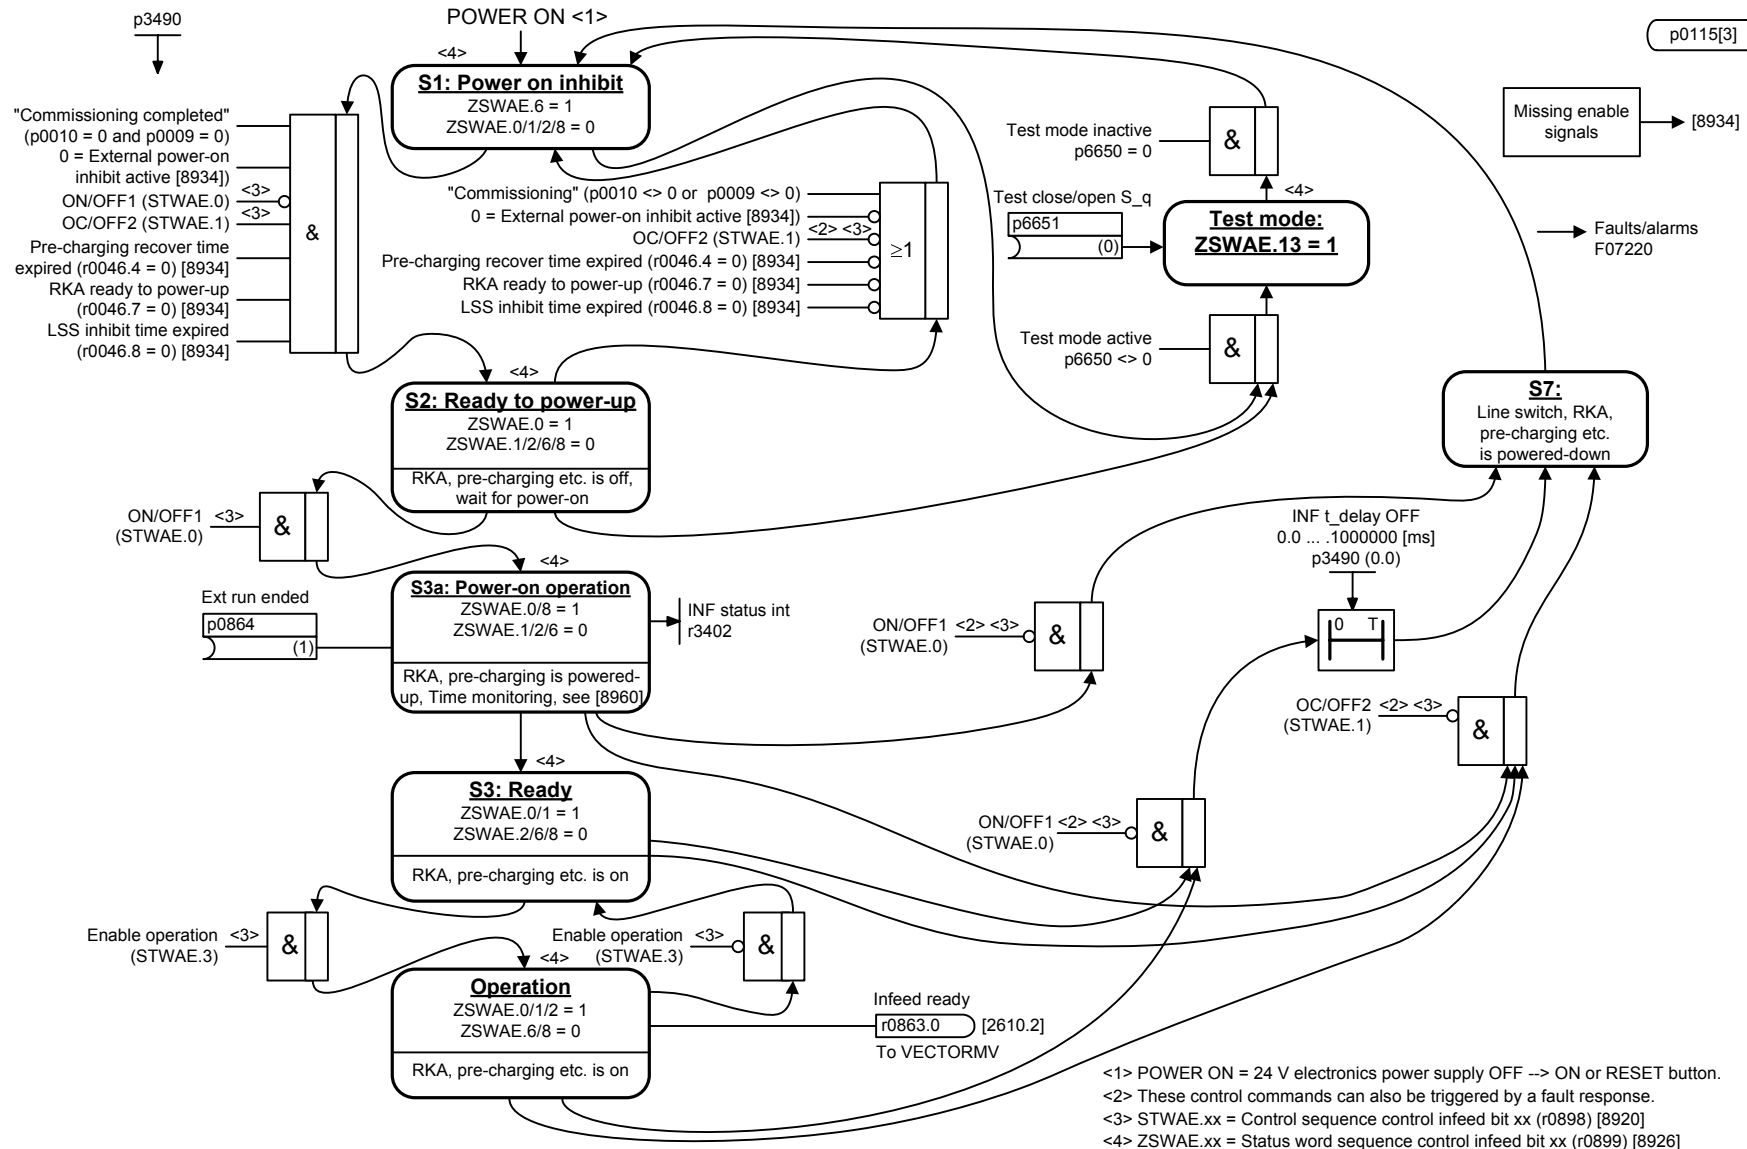 p3490
POWER ON <1>
p0115[3]
<4>
S1: Power on inhibit
ZSWAE.6 = 1
ZSWAE.0/1/2/8 = 0
"Commissioning completed"
(p0010 = 0 and p0009 = 0)
0 = External power-on
inhibit active [8934])
ON/OFF1 (STWAE.0)
<3>
OC/OFF2 (STWAE.1)
<3>
Pre-charging recover time
expired (r0046.4 = 0) [8934]
RKA ready to power-up
(r0046.7 = 0) [8934]
LSS inhibit time expired
(r0046.8 = 0) [8934]
&
"Commissioning" (p0010 <> 0 or p0009 <> 0)
0 = External power-on inhibit active [8934])
OC/OFF2 (STWAE.1)
<2> <3>
Pre-charging recover time expired (r0046.4 = 0) [8934]
RKA ready to power-up (r0046.7 = 0) [8934]
LSS inhibit time expired (r0046.8 = 0) [8934]
≥1
Test mode inactive
p6650 = 0
&
Test close/open S_q
p6651
(0)
<4>
Test mode:
ZSWAE.13 = 1
Test mode active
p6650 <> 0
&
Missing enable
signals
[8934]
Faults/alarms
F07220
<4>
S2: Ready to power-up
ZSWAE.0 = 1
ZSWAE.1/2/6/8 = 0
RKA, pre-charging etc. is off,
wait for power-on
S7:
Line switch, RKA,
pre-charging etc.
is powered-down
ON/OFF1 <3>
(STWAE.0)
&
<4>
S3a: Power-on operation
ZSWAE.0/8 = 1
ZSWAE.1/2/6 = 0
RKA, pre-charging is powered-
up, Time monitoring, see [8960]
Ext run ended
p0864
(1)
INF status int
r3402
ON/OFF1 <2> <3>
(STWAE.0)
&
INF t_delay OFF
0.0 ... .1000000 [ms]
p3490 (0.0)
0 T
OC/OFF2 <2> <3>
(STWAE.1)
&
<4>
S3: Ready
ZSWAE.0/1 = 1
ZSWAE.2/6/8 = 0
RKA, pre-charging etc. is on
ON/OFF1 <2> <3>
(STWAE.0)
&
Enable operation <3>
(STWAE.3)
&
Enable operation <3>
(STWAE.3)
&
<4>
Operation
ZSWAE.0/1/2 = 1
ZSWAE.6/8 = 0
RKA, pre-charging etc. is on
Infeed ready
r0863.0
[2610.2]
To VECTORMV
<1> POWER ON = 24 V electronics power supply OFF --> ON or RESET button.
<2> These control commands can also be triggered by a fault response.
<3> STWAE.xx = Control sequence control infeed bit xx (r0898) [8920]
<4> ZSWAE.xx = Status word sequence control infeed bit xx (r0899) [8926]